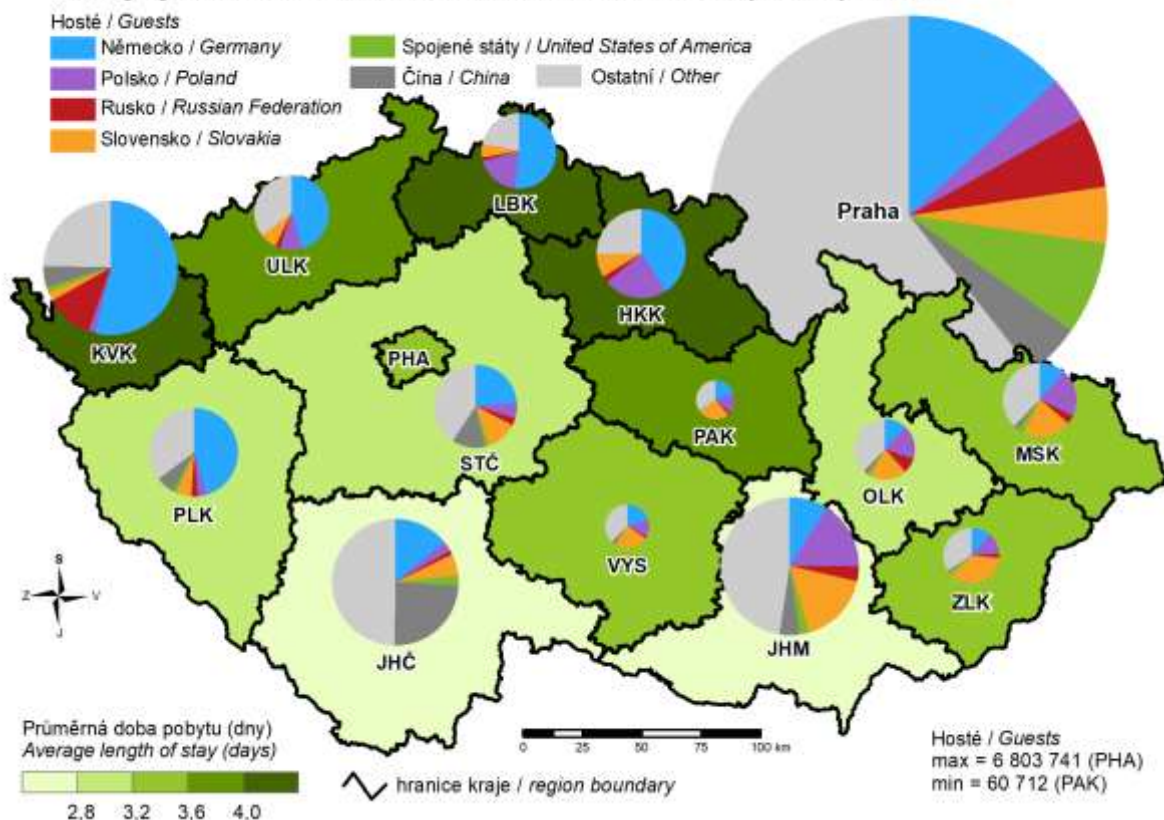 Hosté / Guests
Německo / Germany
Polsko / Poland
Rusko / Russian Federation
Slovensko / Slovakia
Spojené státy / United States of America
Čína / China
Ostatní / Other
Praha
LBK
ULK
HKK
KVK
PHA
PAK
STČ
MSK
OLK
PLK
VYS
ZLK
JHČ
JHM
S
Z V
J
Průměrná doba pobytu (dny)
Average length of stay (days)
2,8 3,2 3,6 4,0
0 25 50 75 100 km
hranice kraje / region boundary
Hosté / Guests
max = 6 803 741 (PHA)
min = 60 712 (PAK)